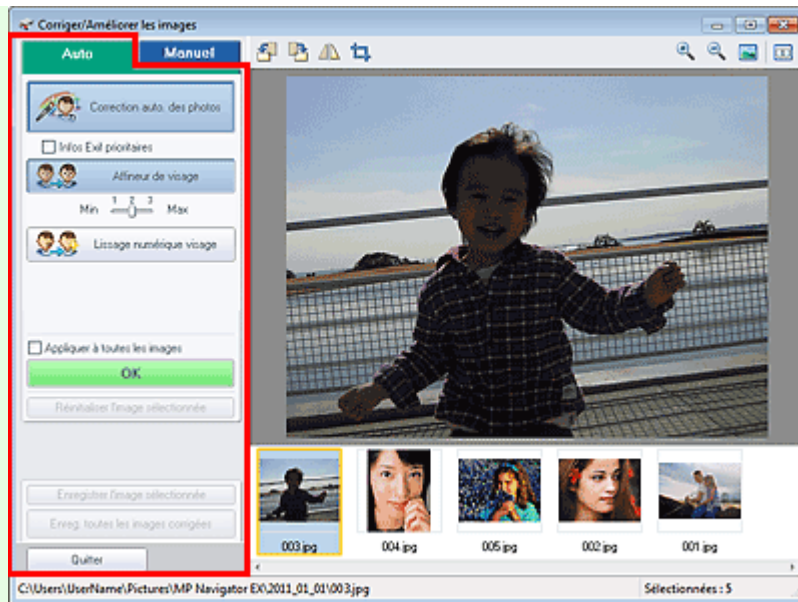 Corriger/Améliorer les images
Auto
Manuel
Correction auto. des photos
Infos Exif prioritaires
Affineur de visage
1 2 3
Min Max
Lissage numérique visage
Appliquer à toutes les images
OK
Réinitialiser l'image sélectionnée
Enregistrer l'image sélectionnée
Enreg. toutes les images corrigées
Quitter
003.jpg
004.jpg
005.jpg
002.jpg
001.jpg
C:\Users\UserName\Pictures\MP Navigator EX\2011_01_01\003.jpg
Sélectionnées : 5